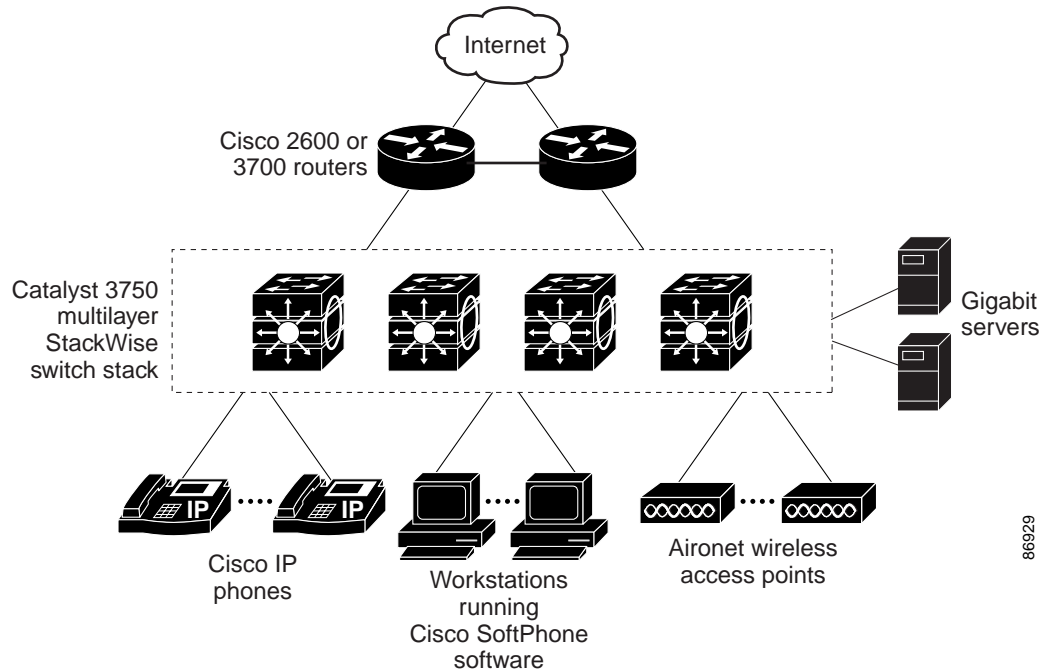 Internet
Cisco 2600 or
3700 routers
Catalyst 3750
multilayer
StackWise
switch stack
Gigabit
servers
IP
IP
Cisco IP
phones
Workstations
running
Cisco SoftPhone
software
Aironet wireless
access points
86929